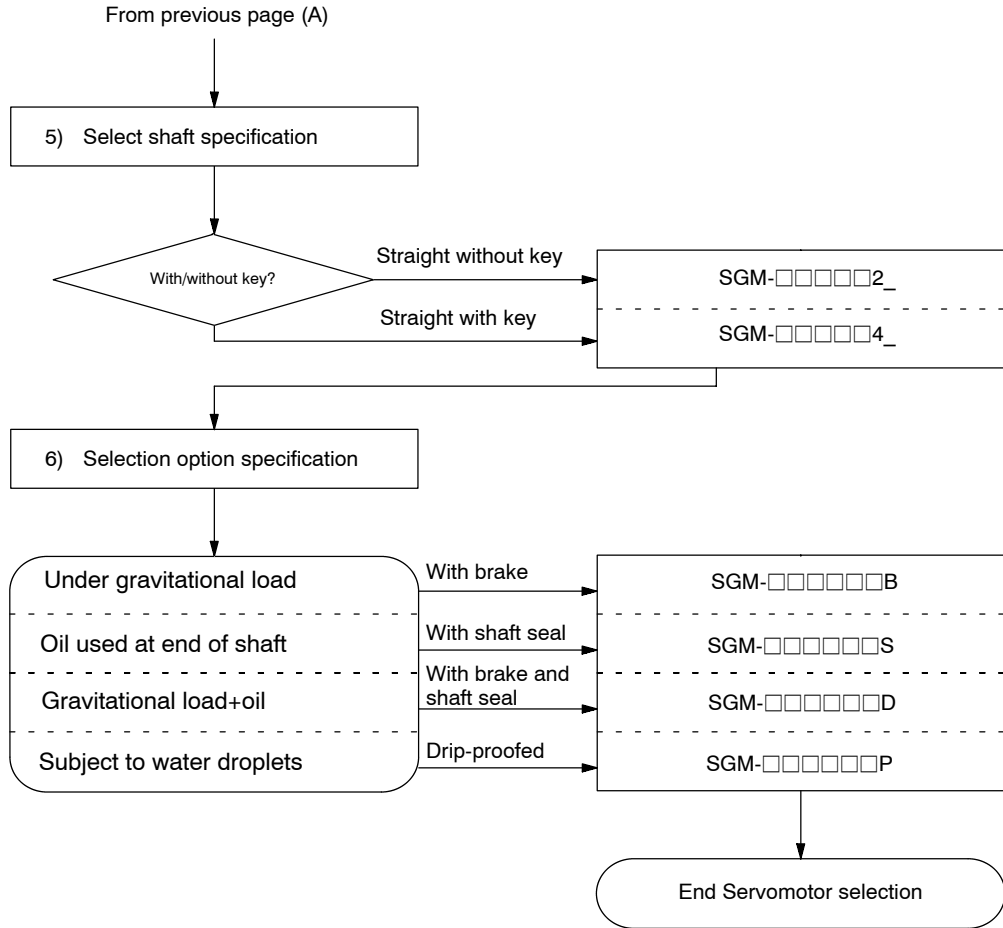 From previous page (A)
5) Select shaft specification
With/without key?
Straight without key
Straight with key
SGM-□□□□□2_
SGM-□□□□□4_
6) Selection option specification
Under gravitational load
Oil used at end of shaft
Gravitational load+oil
Subject to water droplets
With brake
With shaft seal
With brake and
shaft seal
Drip-proofed
SGM-□□□□□□B
SGM-□□□□□□S
SGM-□□□□□□D
SGM-□□□□□□P
End Servomotor selection